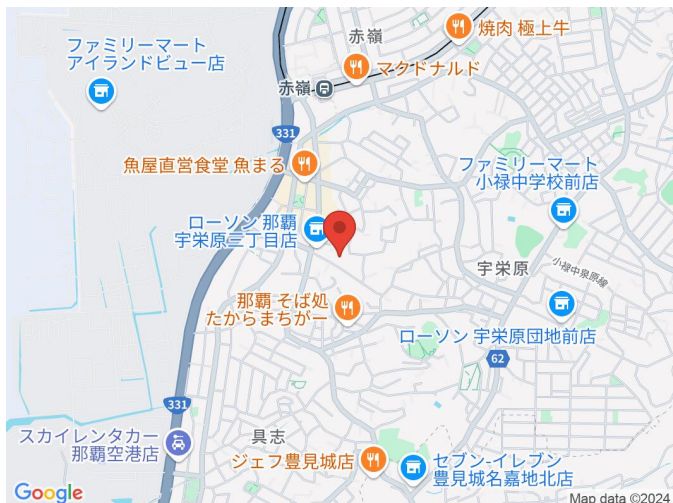 焼肉 極上牛
赤嶺
ファミリーマート
アイランドビュー店
マクドナルド
赤嶺
331
魚屋直営食堂 魚まる
ファミリーマート
小禄中学校前店
ローソン 那覇
宇栄原三丁目店
宇栄原
小禄中泉原線
那覇 そば処
たからまちがー
ローソン 宇栄原団地前店
62
331
スカイレンタカー
那覇空港店
具志
ジェフ豊見城店
セブン-イレブン
豊見城名嘉地北店
Google
Map data ©2024